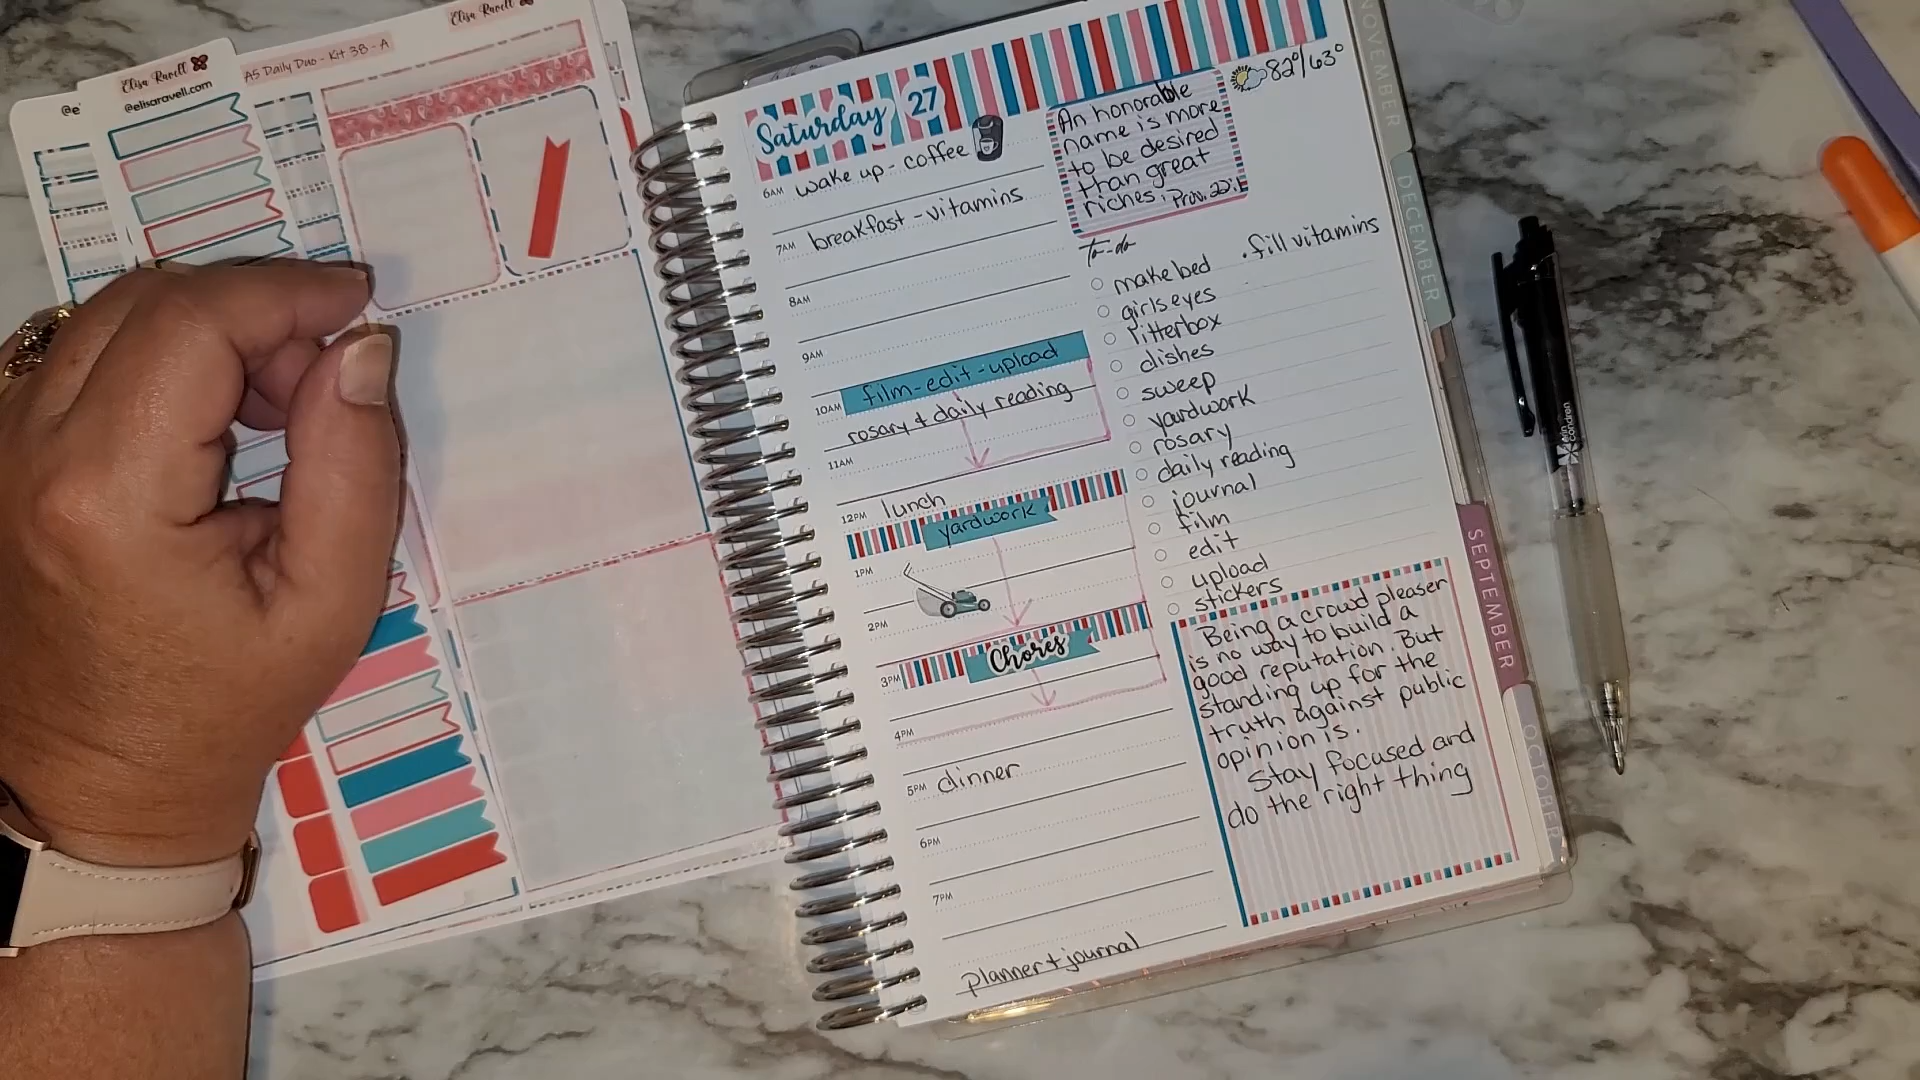 Elisa Ravell
@elisaravell.com
@e
Elisa Ravell
A5 Daily Duo - Kit 38 - A
Saturday 27
82°/63°
An honorable
name is more
to be desired
than great
riches. Prov. 22:1
6AM wake up - coffee
7AM breakfast - vitamins
8AM
9AM
film - edit - upload
10AM
rosary + daily reading
11AM
12PM lunch
yardwork
1PM
2PM
Chores
3PM
4PM
5PM dinner
6PM
7PM
planner + journal
to-do
make bed
girls eyes
litterbox
dishes
sweep
yardwork
rosary
daily reading
journal
film
edit
upload
stickers
· fill vitamins
Being a crowd pleaser
is no way to build a
good reputation. But
standing up for the
truth against public
opinion is.
Stay focused and
do the right thing
NOVEMBER
DECEMBER
SEPTEMBER
OCTOBER
erin condren